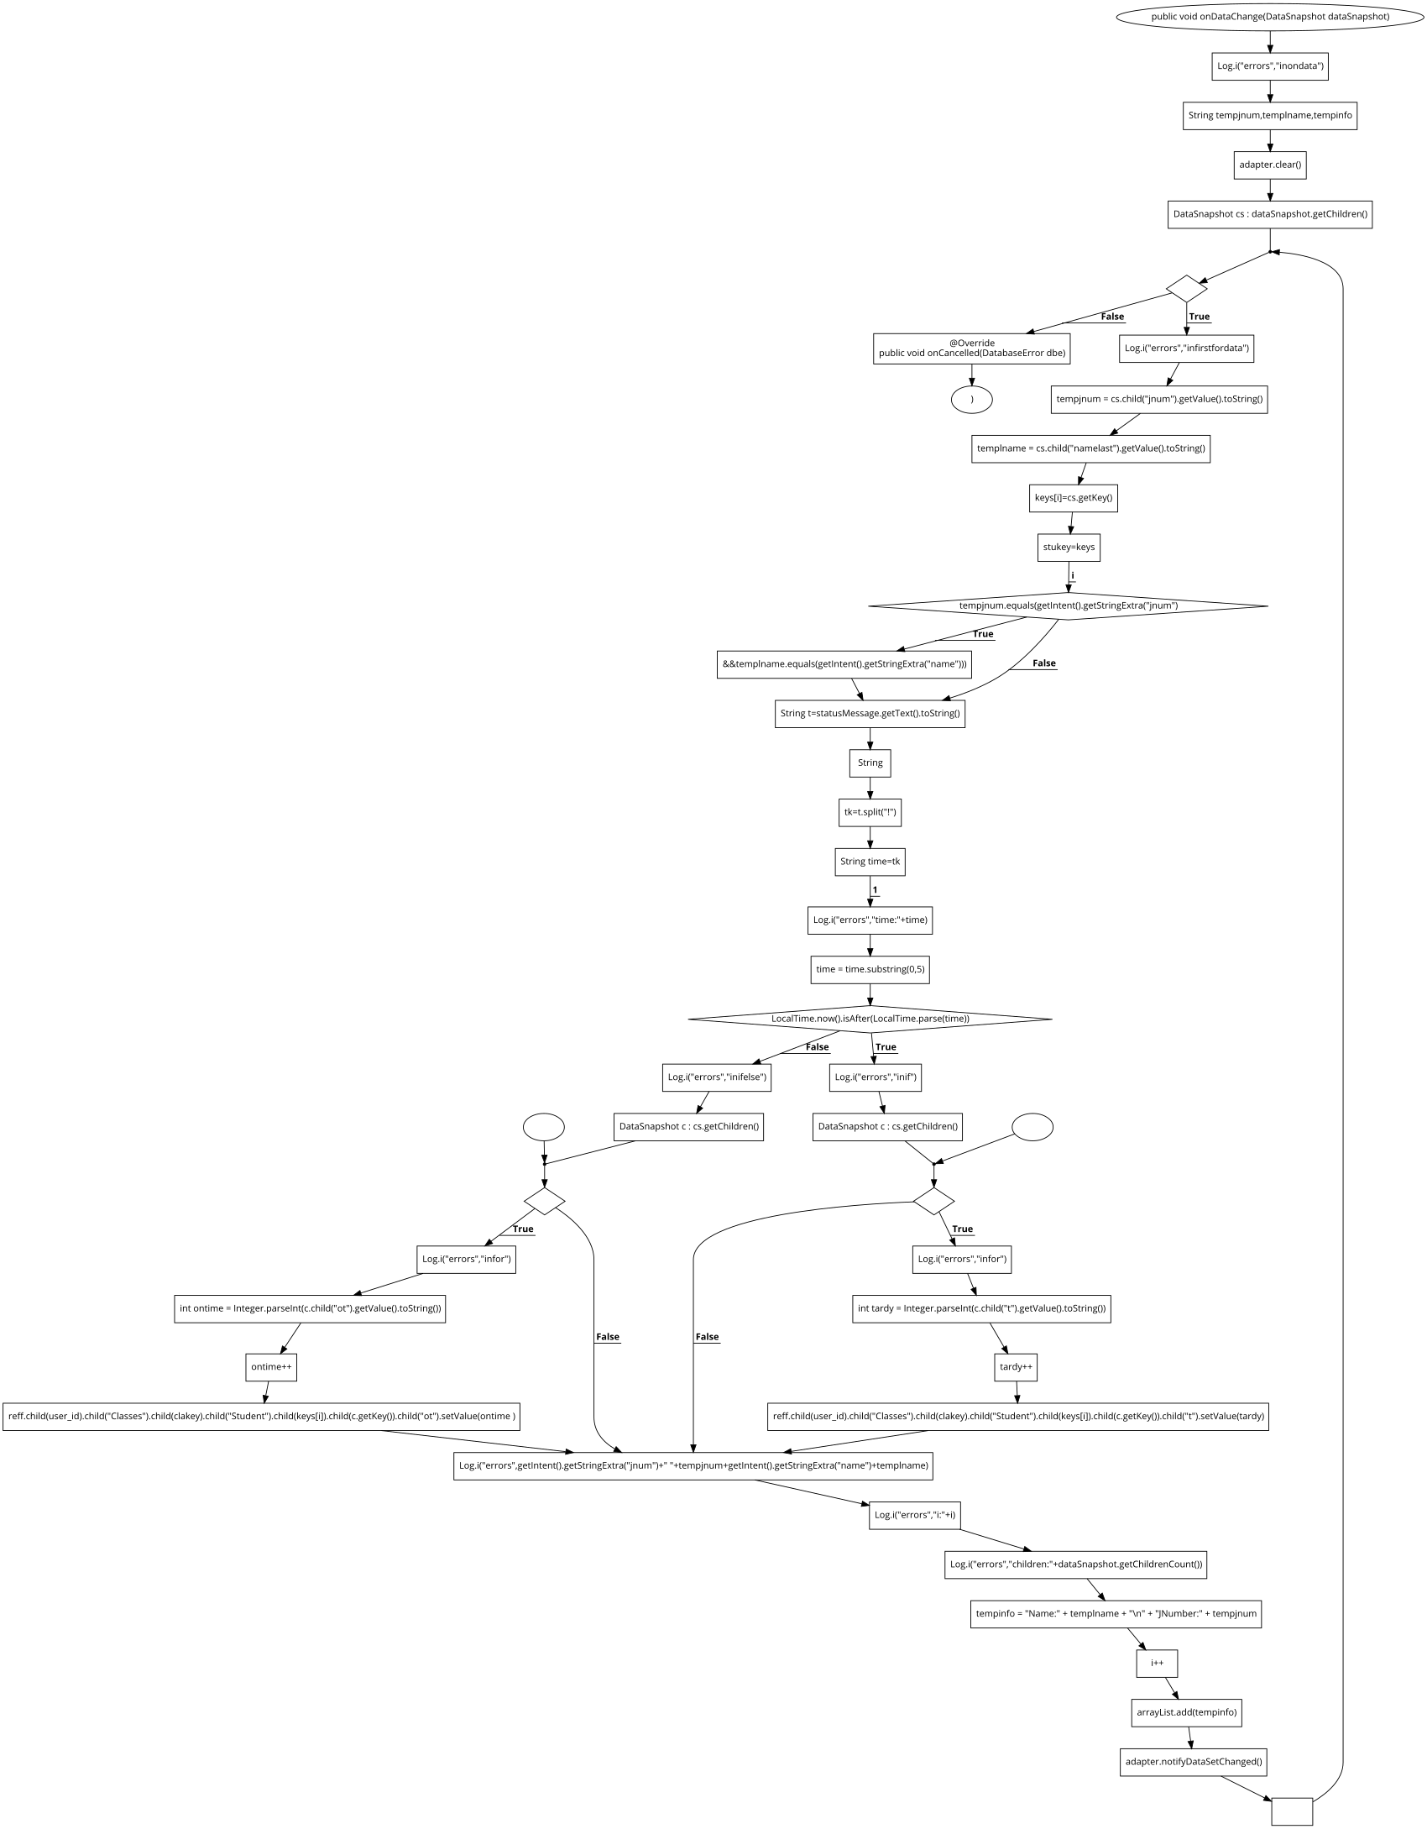 public void onDataChange(DataSnapshot dataSnapshot)
Log.i("errors","inondata")
String tempjnum,templname,tempinfo
adapter.clear()
DataSnapshot cs : dataSnapshot.getChildren()
False
True
@Override
public void onCancelled(DatabaseError dbe)
Log.i("errors","infirstfordata")
)
tempjnum = cs.child("jnum").getValue().toString()
templname = cs.child("namelast").getValue().toString()
keys[i]=cs.getKey()
stukey=keys
i
tempjnum.equals(getIntent().getStringExtra("jnum")
True
&&templname.equals(getIntent().getStringExtra("name")))
False
String t=statusMessage.getText().toString()
String
tk=t.split("!")
String time=tk
1
Log.i("errors","time:"+time)
time = time.substring(0,5)
LocalTime.now().isAfter(LocalTime.parse(time))
False
True
Log.i("errors","inifelse")
Log.i("errors","inif")
DataSnapshot c : cs.getChildren()
DataSnapshot c : cs.getChildren()
True
True
Log.i("errors","infor")
Log.i("errors","infor")
int ontime = Integer.parseInt(c.child("ot").getValue().toString())
int tardy = Integer.parseInt(c.child("t").getValue().toString())
False
False
ontime++
tardy++
reff.child(user_id).child("Classes").child(clakey).child("Student").child(keys[i]).child(c.getKey()).child("ot").setValue(ontime )
reff.child(user_id).child("Classes").child(clakey).child("Student").child(keys[i]).child(c.getKey()).child("t").setValue(tardy)
Log.i("errors",getIntent().getStringExtra("jnum")+" "+tempjnum+getIntent().getStringExtra("name")+templname)
Log.i("errors","i:"+i)
Log.i("errors","children:"+dataSnapshot.getChildrenCount())
tempinfo = "Name:" + templname + "\n" + "JNumber:" + tempjnum
i++
arrayList.add(tempinfo)
adapter.notifyDataSetChanged()